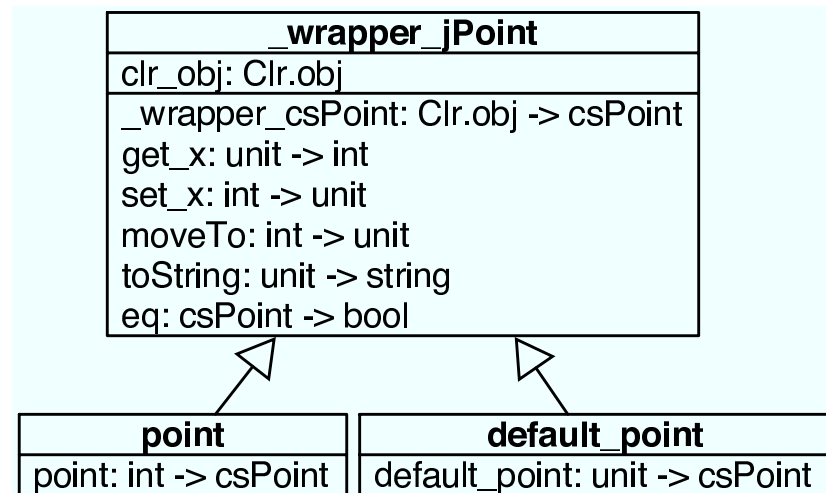 _wrapper_jPoint
clr_obj: Clr.obj
_wrapper_csPoint: Clr.obj -> csPoint
get_x: unit -> int
set_x: int -> unit
moveTo: int -> unit
toString: unit -> string
eq: csPoint -> bool
point
point: int -> csPoint
default_point
default_point: unit -> csPoint